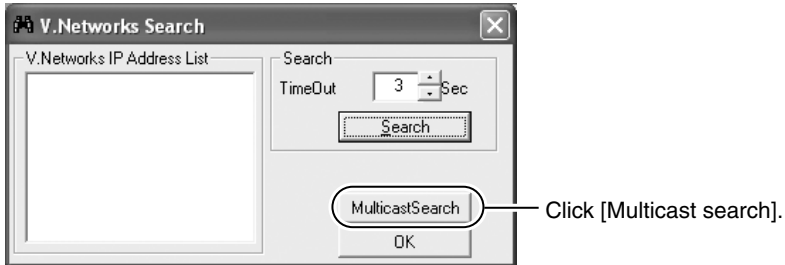 V.Networks Search
V.Networks IP Address List
Search
TimeOut 3 Sec
Search
MulticastSearch
Click [Multicast search].
OK